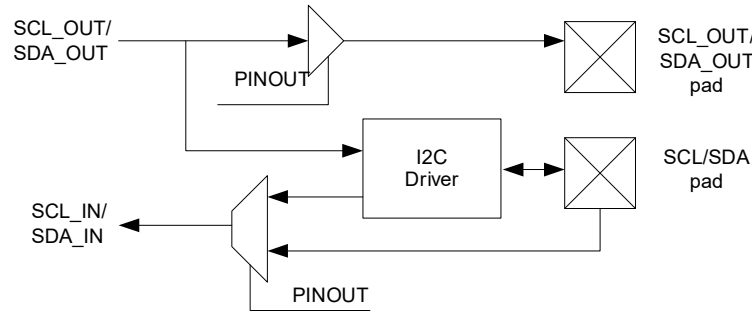 SCL_OUT/
SDA_OUT
PINOUT
SCL_OUT/
SDA_OUT
pad
I2C
Driver
SCL/SDA
pad
SCL_IN/
SDA_IN
PINOUT